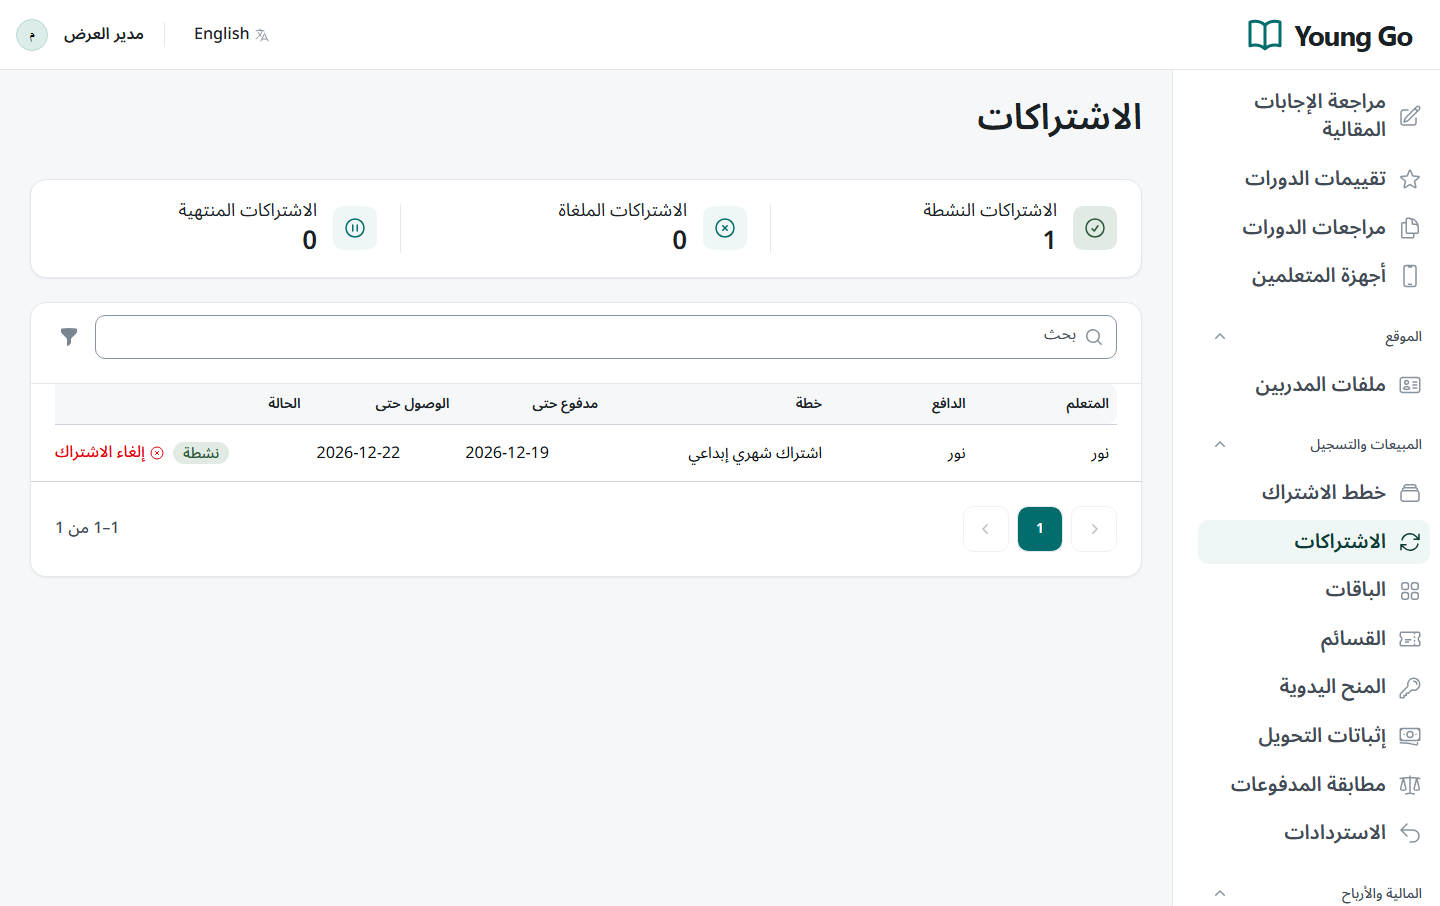 Young Go
English
مدير العرض
م
مراجعة الإجابات
المقالية
تقييمات الدورات
مراجعات الدورات
أجهزة المتعلمين
الموقع
ملفات المدربين
المبيعات والتسجيل
خطط الاشتراك
الاشتراكات
الباقات
القسائم
المنح اليدوية
إثباتات التحويل
مطابقة المدفوعات
الاستردادات
المالية والأرباح
الاشتراكات
الاشتراكات النشطة
1
الاشتراكات الملغاة
0
الاشتراكات المنتهية
0
بحث
المتعلم الدافع خطة مدفوع حتى الوصول حتى الحالة
نور نور اشتراك شهري إبداعي 2026-12-19 2026-12-22 نشطة إلغاء الاشتراك
1
1–1 من 1